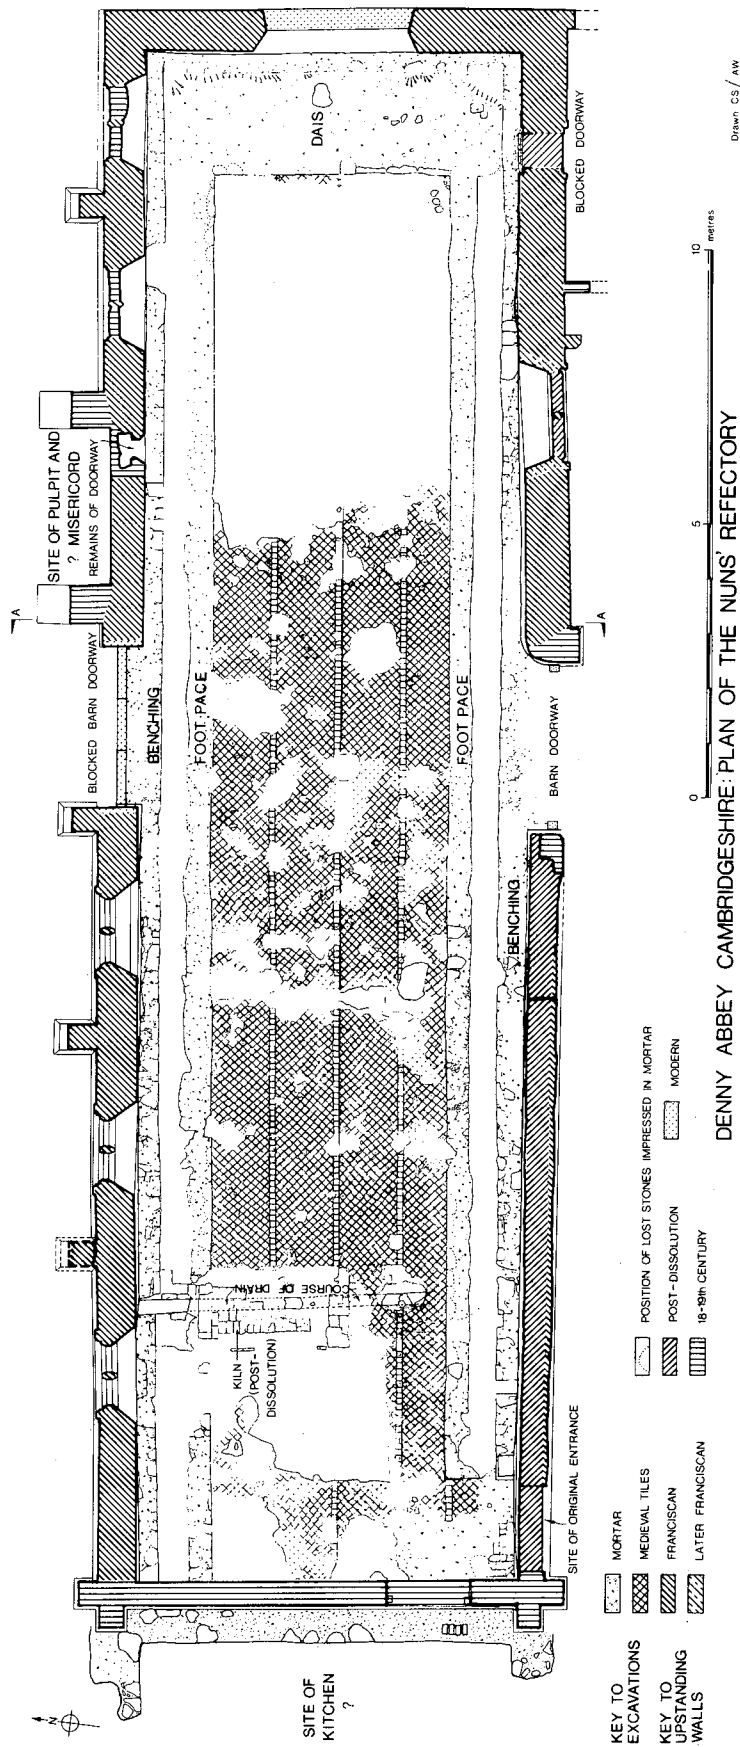 DAIS
BLOCKED DOORWAY
SITE OF PULPIT AND
? MISERICORD
REMAINS OF DOORWAY
A
A
BLOCKED BARN DOORWAY
BENCHING
FOOT PACE
FOOT PACE
BARN DOORWAY
BENCHING
COURSE OF DRAIN
KILN
(POST-
DISSOLUTION)
SITE OF ORIGINAL ENTRANCE
SITE OF
KITCHEN
?
N
KEY TO
EXCAVATIONS
MORTAR
MEDIEVAL TILES
POSITION OF LOST STONES IMPRESSED IN MORTAR
KEY TO
UPSTANDING
WALLS
FRANCISCAN
LATER FRANCISCAN
POST-DISSOLUTION
18-19th CENTURY
MODERN
0
5
10
metres
DENNY ABBEY CAMBRIDGESHIRE: PLAN OF THE NUNS' REFECTORY
Drawn CS / AW